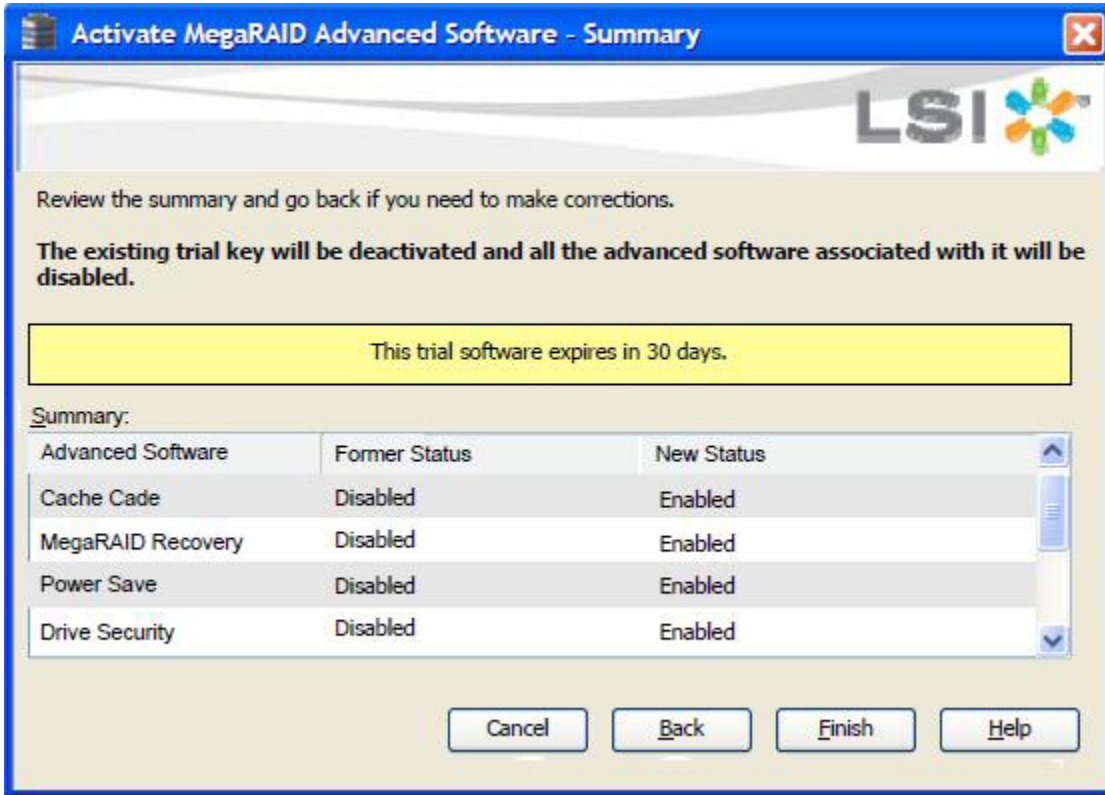 Activate MegaRAID Advanced Software - Summary
LSI
Review the summary and go back if you need to make corrections.
The existing trial key will be deactivated and all the advanced software associated with it will be
disabled.
This trial software expires in 30 days.
Summary:
Advanced Software Former Status New Status
Cache Cade Disabled Enabled
MegaRAID Recovery Disabled Enabled
Power Save Disabled Enabled
Drive Security Disabled Enabled
Cancel Back Finish Help